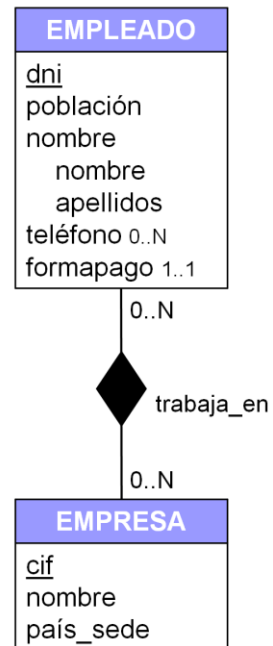 EMPLEADO
dni
población
nombre
nombre
apellidos
teléfono 0..N
formapago 1..1
0..N
trabaja_en
0..N
EMPRESA
cif
nombre
país_sede